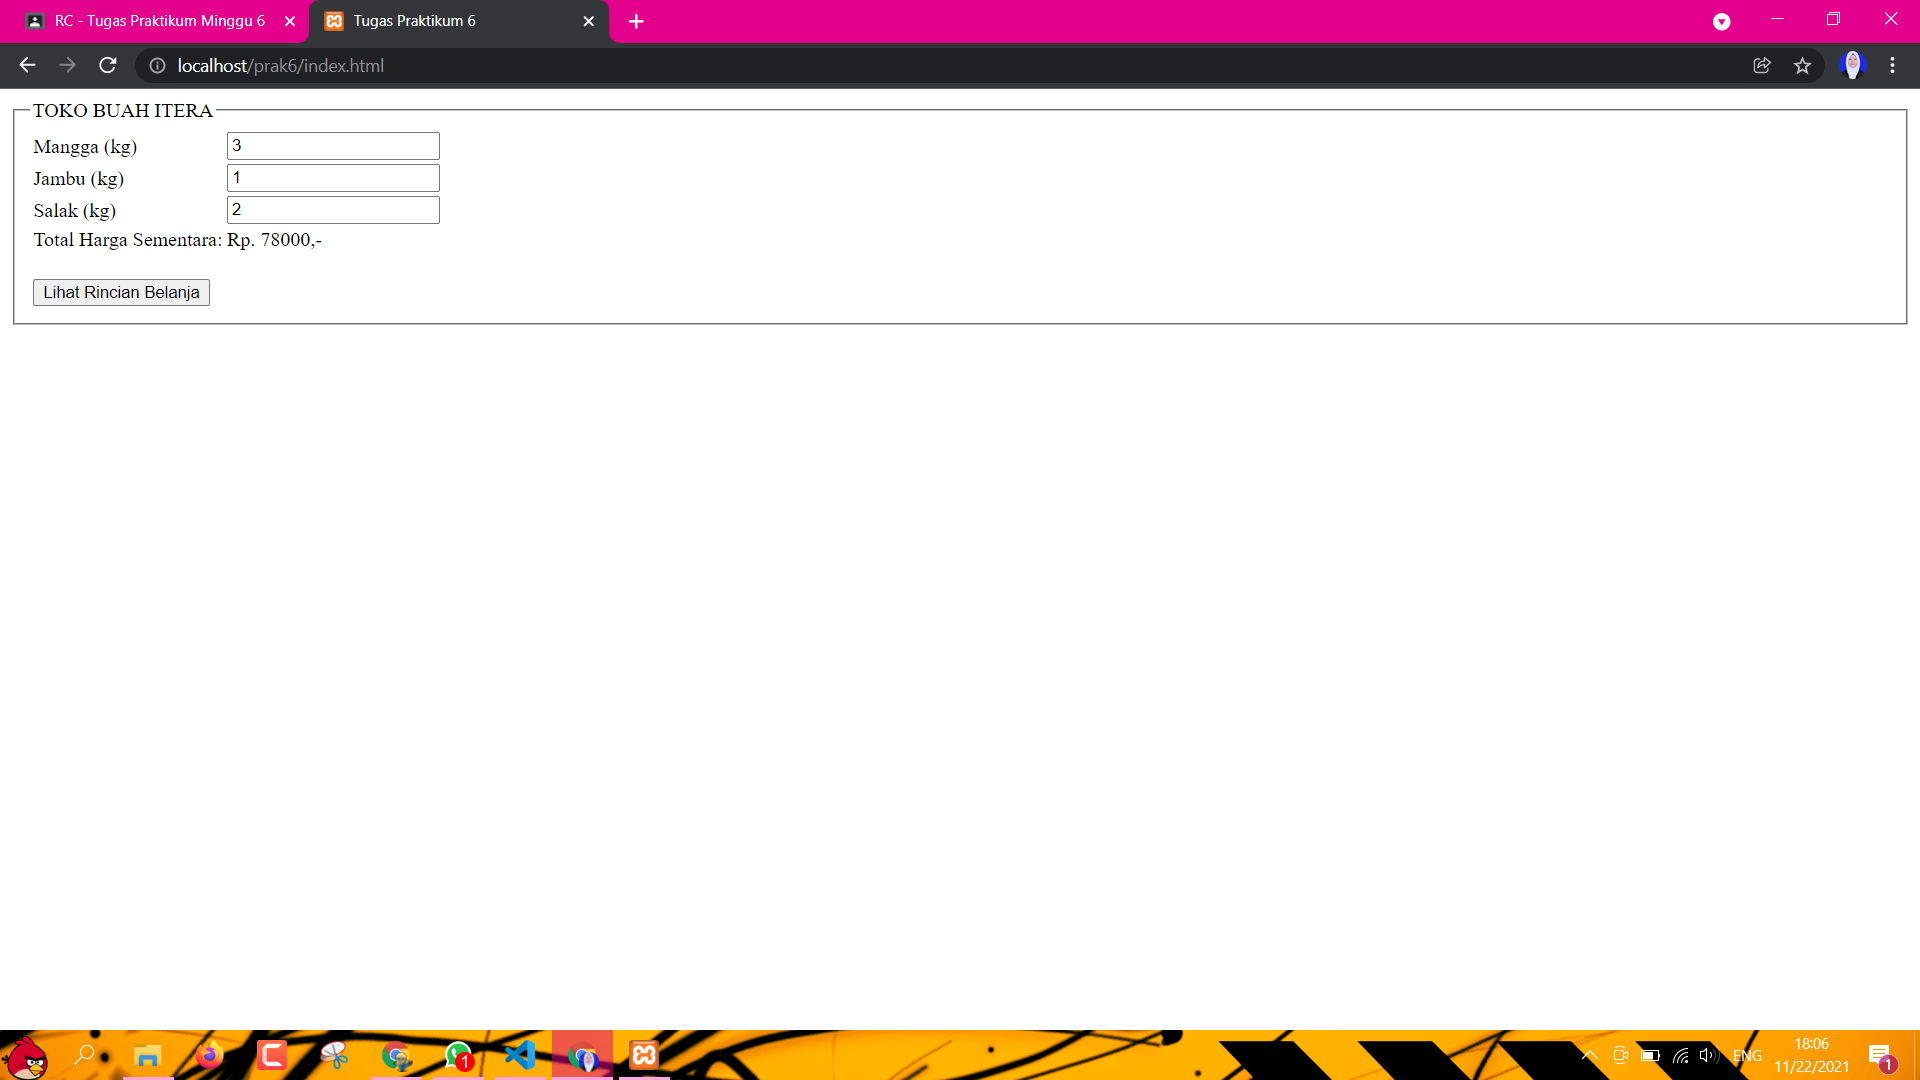 RC - Tugas Praktikum Minggu 6
Tugas Praktikum 6
localhost/prak6/index.html
TOKO BUAH ITERA
Mangga (kg) 3
Jambu (kg) 1
Salak (kg) 2
Total Harga Sementara: Rp. 78000,-
Lihat Rincian Belanja
1
ENG
18:06
11/22/2021
1